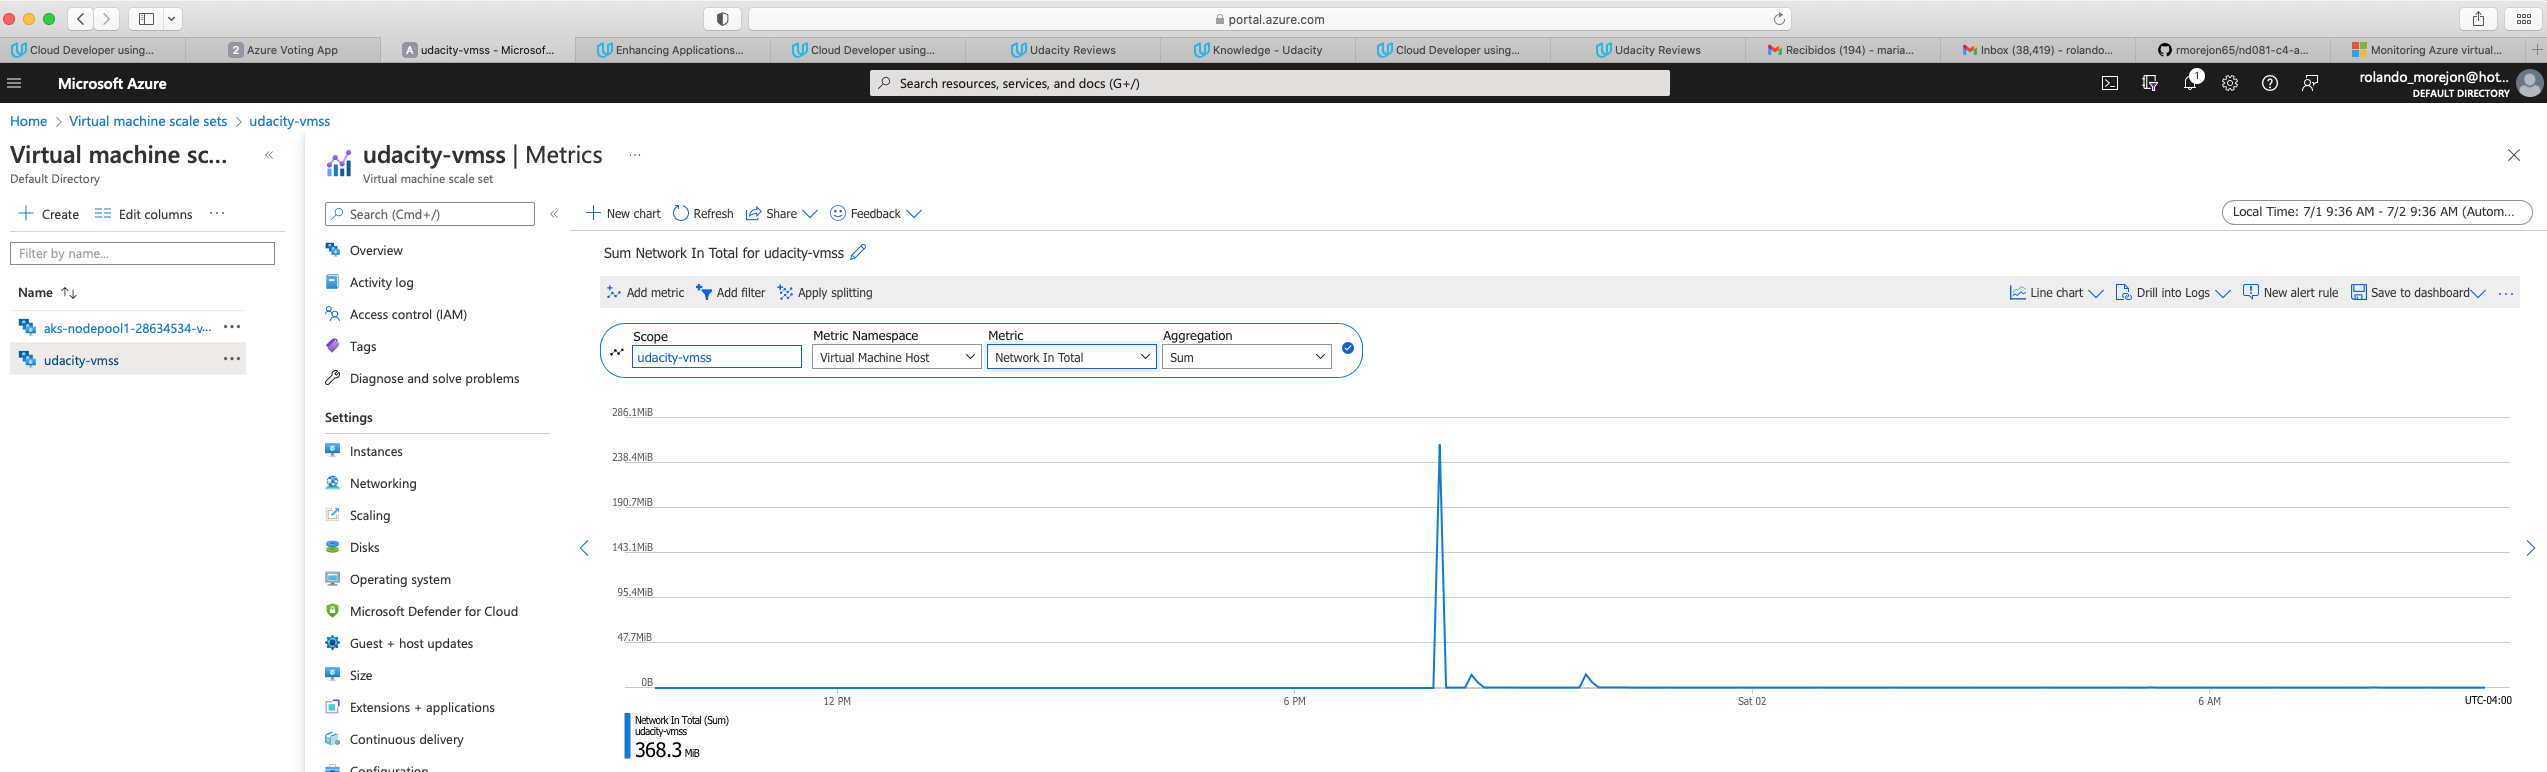 portal.azure.com
Cloud Developer using...
2 Azure Voting App
A udacity-vmss - Microsof...
Enhancing Applications...
Cloud Developer using...
Udacity Reviews
Knowledge - Udacity
Cloud Developer using...
Udacity Reviews
Recibidos (194) - maria...
Inbox (38,419) - rolando...
rmorejon65/nd081-c4-a...
Monitoring Azure virtual...
Microsoft Azure
Search resources, services, and docs (G+/)
1
rolando_morejon@hot...
DEFAULT DIRECTORY
Home > Virtual machine scale sets > udacity-vmss
Virtual machine sc...
Default Directory
Create
Edit columns
Filter by name...
Name
aks-nodepool1-28634534-v...
udacity-vmss
udacity-vmss | Metrics
Virtual machine scale set
Search (Cmd+/)
Overview
Activity log
Access control (IAM)
Tags
Diagnose and solve problems
Settings
Instances
Networking
Scaling
Disks
Operating system
Microsoft Defender for Cloud
Guest + host updates
Size
Extensions + applications
Continuous delivery
Configuration
New chart
Refresh
Share
Feedback
Local Time: 7/1 9:36 AM - 7/2 9:36 AM (Autom...
Sum Network In Total for udacity-vmss
Add metric
Add filter
Apply splitting
Line chart
Drill into Logs
New alert rule
Save to dashboard
Scope
udacity-vmss
Metric Namespace
Virtual Machine Host
Metric
Network In Total
Aggregation
Sum
286.1MiB
238.4MiB
190.7MiB
143.1MiB
95.4MiB
47.7MiB
0B
12 PM
6 PM
Sat 02
6 AM
UTC-04:00
Network In Total (Sum)
udacity-vmss
368.3 MiB